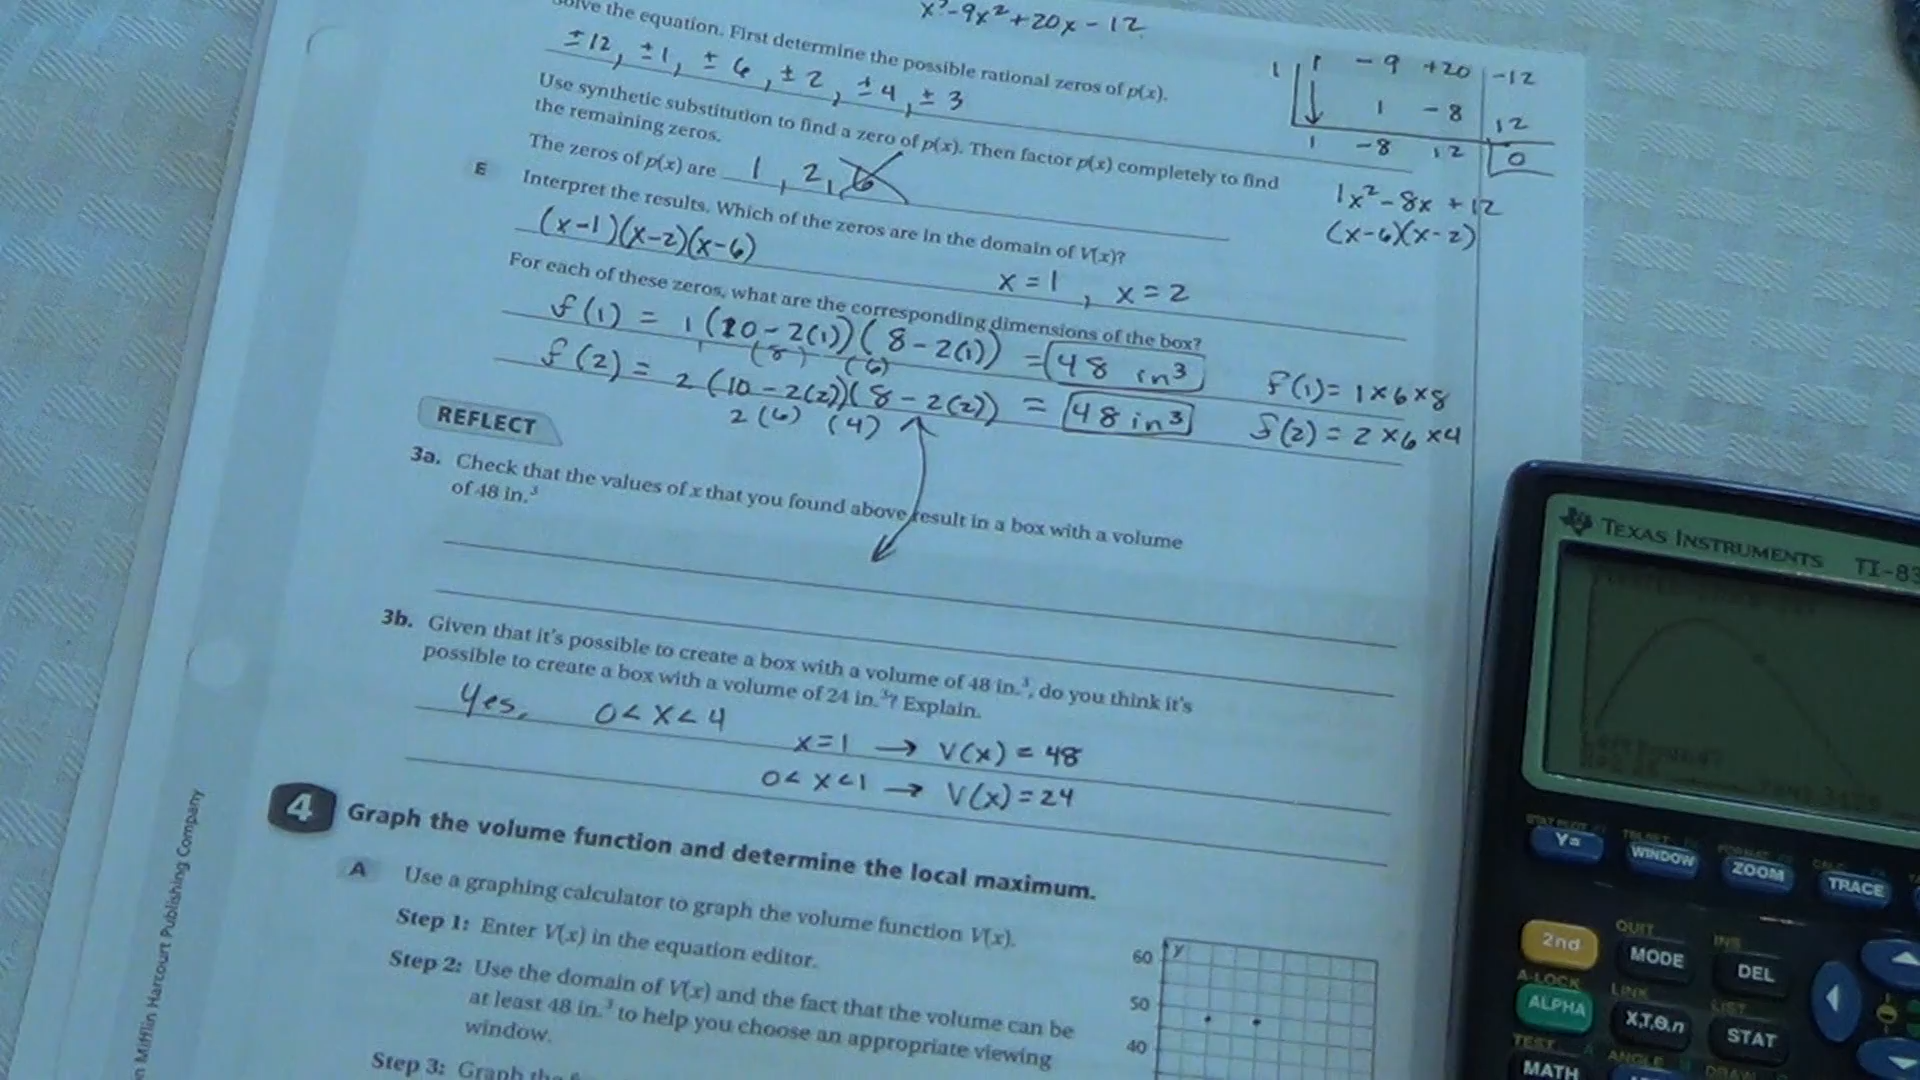 x³-9x²+20x-12
Solve the equation. First determine the possible rational zeros of p(x).
±12, ±1, ±6, ±2, ±4, ±3
Use synthetic substitution to find a zero of p(x). Then factor p(x) completely to find
the remaining zeros.
The zeros of p(x) are 1, 2, 6
1 1 -9 +20 -12
1 -8 12
1 -8 12 0
1x²-8x+12
(x-6)(x-2)
E Interpret the results. Which of the zeros are in the domain of V(x)?
(x-1)(x-2)(x-6) x=1, x=2
For each of these zeros, what are the corresponding dimensions of the box?
f(1) = 1(10-2(1))(8-2(1)) = 48 in³
1 (8) (6)
f(1)= 1×6×8
f(2) = 2(10-2(2))(8-2(2)) = 48 in³
2(6) (4)
f(2)= 2×6×4
REFLECT
3a. Check that the values of x that you found above result in a box with a volume
of 48 in.³
3b. Given that it's possible to create a box with a volume of 48 in.³, do you think it's
possible to create a box with a volume of 24 in.³? Explain.
Yes, 0<x<4
x=1 → V(x)=48
0<x<1 → V(x)=24
4 Graph the volume function and determine the local maximum.
A Use a graphing calculator to graph the volume function V(x).
Step 1: Enter V(x) in the equation editor.
Step 2: Use the domain of V(x) and the fact that the volume can be
at least 48 in.³ to help you choose an appropriate viewing
window.
Step 3: Graph the
60 y
50
40
n Mifflin Harcourt Publishing Company
TEXAS INSTRUMENTS TI-83
STAT PLOT
Y= WINDOW ZOOM TRACE
QUIT INS
2nd MODE DEL
A-LOCK LINK LIST
ALPHA X,T,Θ,n STAT
TEST ANGLE DRAW
MATH